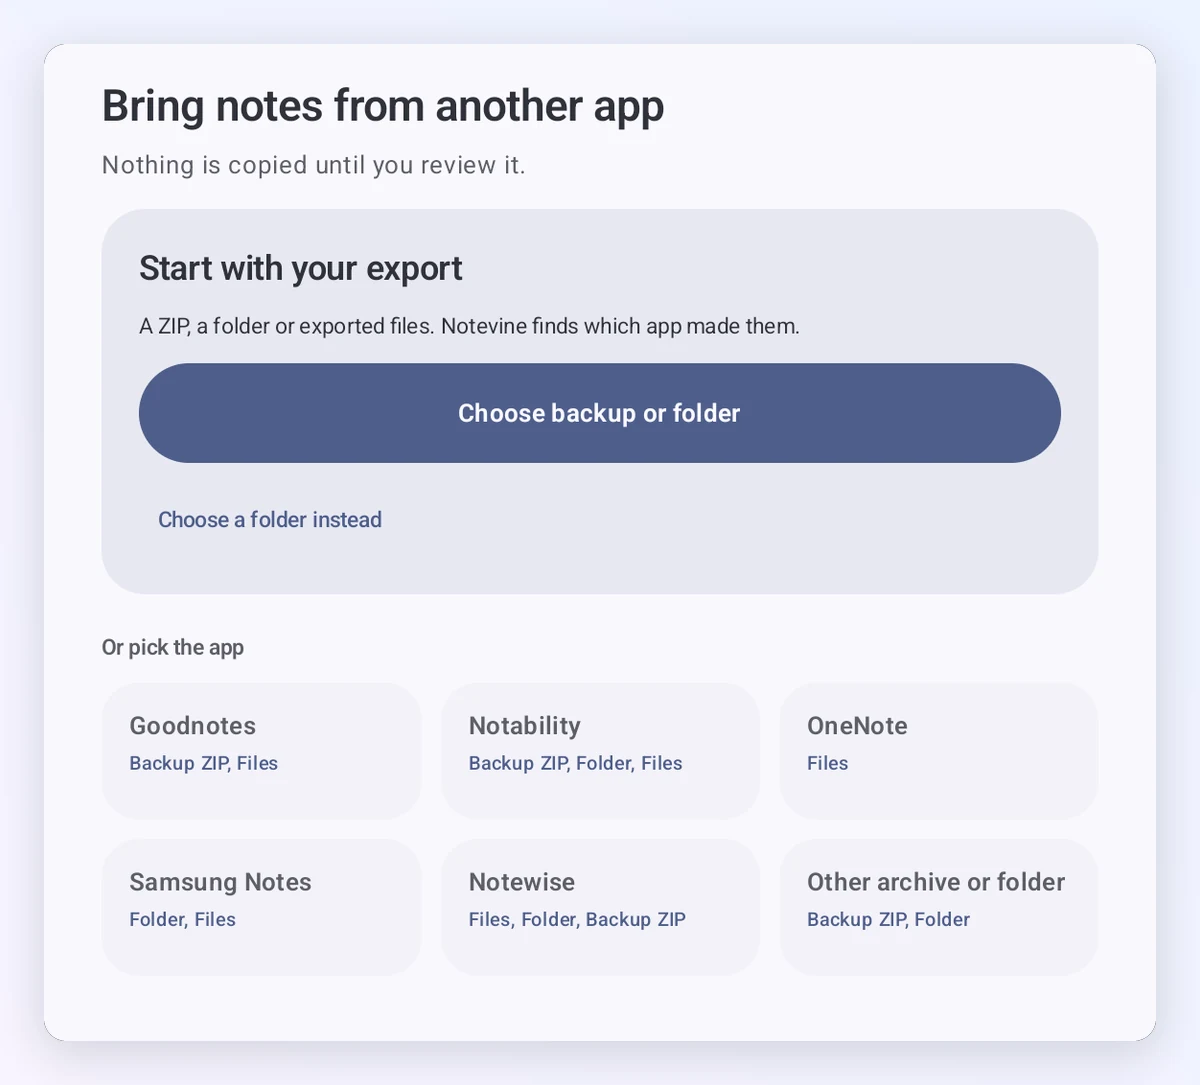 Bring notes from another app
Nothing is copied until you review it.
Start with your export
A ZIP, a folder or exported files. Notevine finds which app made them.
Choose backup or folder
Choose a folder instead
Or pick the app
Goodnotes
Backup ZIP, Files
Notability
Backup ZIP, Folder, Files
OneNote
Files
Samsung Notes
Folder, Files
Notewise
Files, Folder, Backup ZIP
Other archive or folder
Backup ZIP, Folder